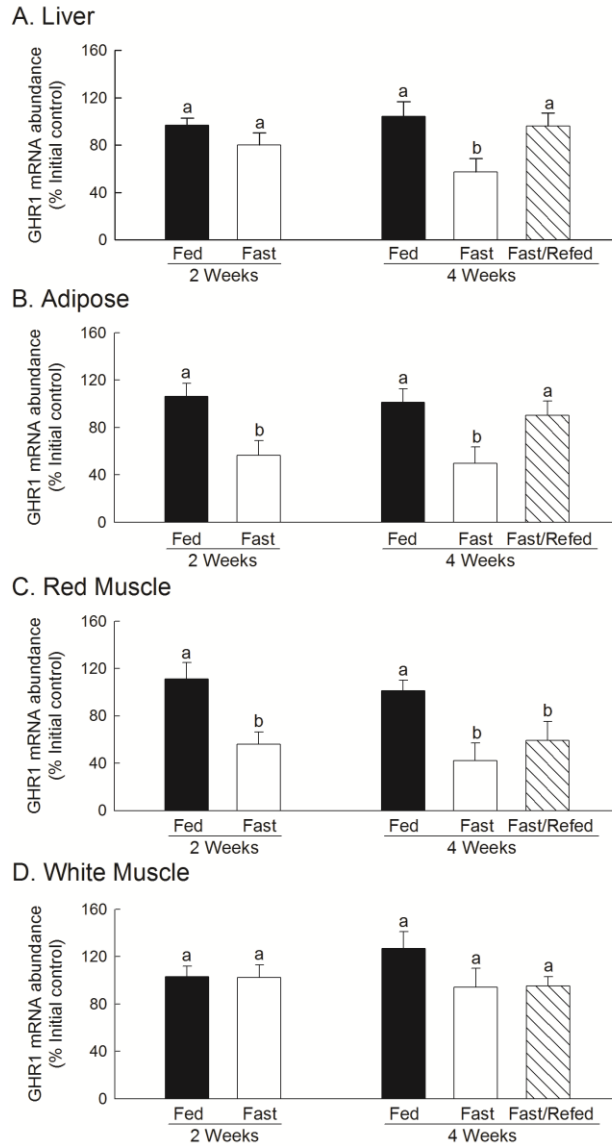 A. Liver
GHR1 mRNA abundance
(% Initial control)
160
120
80
40
0
a
a
a
b
a
Fed Fast Fed Fast Fast/Refed
2 Weeks 4 Weeks
B. Adipose
GHR1 mRNA abundance
(% Initial control)
160
120
80
40
0
a
b
a
b
a
Fed Fast Fed Fast Fast/Refed
2 Weeks 4 Weeks
C. Red Muscle
GHR1 mRNA abundance
(% Initial control)
160
120
80
40
0
a
b
a
b
b
Fed Fast Fed Fast Fast/Refed
2 Weeks 4 Weeks
D. White Muscle
GHR1 mRNA abundance
(% Initial control)
160
120
80
40
0
a
a
a
a
a
Fed Fast Fed Fast Fast/Refed
2 Weeks 4 Weeks